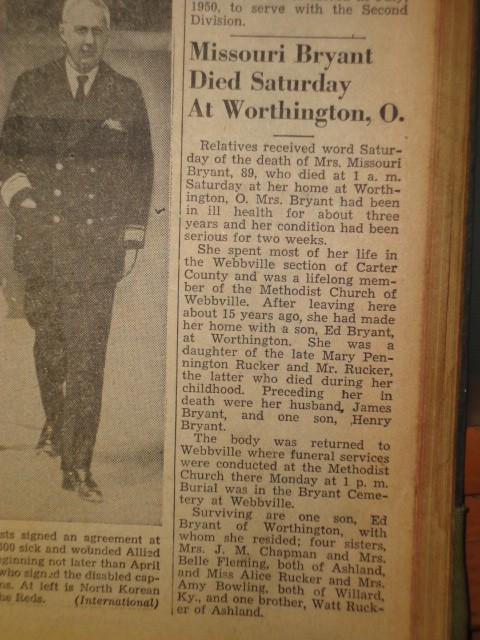 1950, to serve with the Second
Division.
Missouri Bryant
Died Saturday
At Worthington, O.
Relatives received word Satur-
day of the death of Mrs. Missouri
Bryant, 89, who died at 1 a. m.
Saturday at her home at Worth-
ington, O. Mrs. Bryant had been
in ill health for about three
years and her condition had been
serious for two weeks.
She spent most of her life in
the Webbville section of Carter
County and was a lifelong mem-
ber of the Methodist Church of
Webbville. After leaving here
about 15 years ago, she had made
her home with a son, Ed Bryant,
at Worthington. She was a
daughter of the late Mary Pen-
nington Rucker and Mr. Rucker,
the latter who died during her
childhood. Preceding her in
death were her husband, James
Bryant, and one son, Henry
Bryant.
The body was returned to
Webbville where funeral services
were conducted at the Methodist
Church there Monday at 1 p. m.
Burial was in the Bryant Ceme-
tery at Webbville.
Surviving are one son, Ed
Bryant of Worthington, with
whom she resided; four sisters,
Mrs. J. M. Chapman and Mrs.
Belle Fleming, both of Ashland,
and Miss Alice Rucker and Mrs.
Amy Bowling, both of Willard,
Ky., and one brother, Watt Ruck-
er of Ashland.
signed an agreement at
sick and wounded Allied
not later than April
who signed the disabled cap-
At left is North Korean
Reds. (International)